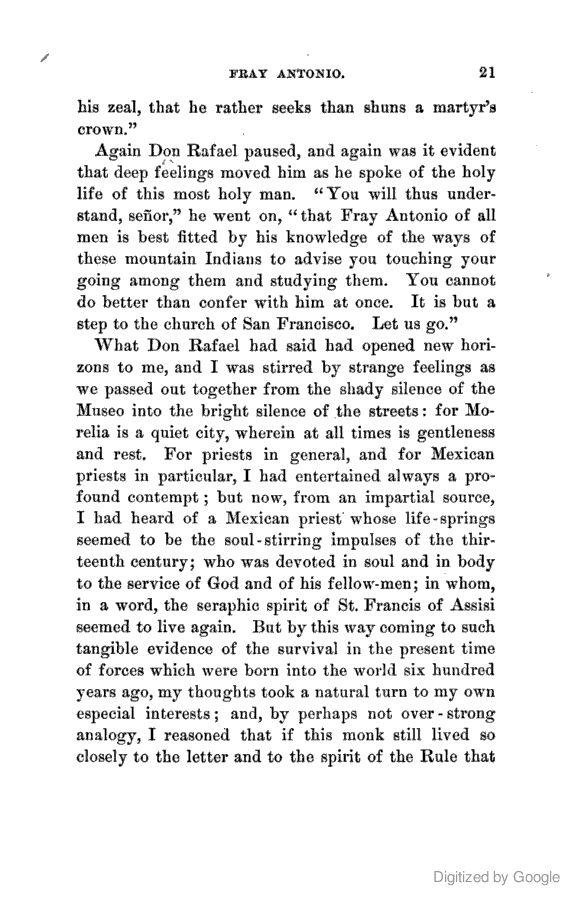 FRAY ANTONIO. 21
his zeal, that he rather seeks than shuns a martyr's
crown.”
Again Don Rafael paused, and again was it evident
that deep feelings moved him as he spoke of the holy
life of this most holy man. “You will thus under-
stand, señor,” he went on, “that Fray Antonio of all
men is best fitted by his knowledge of the ways of
these mountain Indians to advise you touching your
going among them and studying them. You cannot
do better than confer with him at once. It is but a
step to the church of San Francisco. Let us go.”
What Don Rafael had said had opened new hori-
zons to me, and I was stirred by strange feelings as
we passed out together from the shady silence of the
Museo into the bright silence of the streets: for Mo-
relia is a quiet city, wherein at all times is gentleness
and rest. For priests in general, and for Mexican
priests in particular, I had entertained always a pro-
found contempt; but now, from an impartial source,
I had heard of a Mexican priest whose life-springs
seemed to be the soul-stirring impulses of the thir-
teenth century; who was devoted in soul and in body
to the service of God and of his fellow-men; in whom,
in a word, the seraphic spirit of St. Francis of Assisi
seemed to live again. But by this way coming to such
tangible evidence of the survival in the present time
of forces which were born into the world six hundred
years ago, my thoughts took a natural turn to my own
especial interests; and, by perhaps not over-strong
analogy, I reasoned that if this monk still lived so
closely to the letter and to the spirit of the Rule that
Digitized by Google